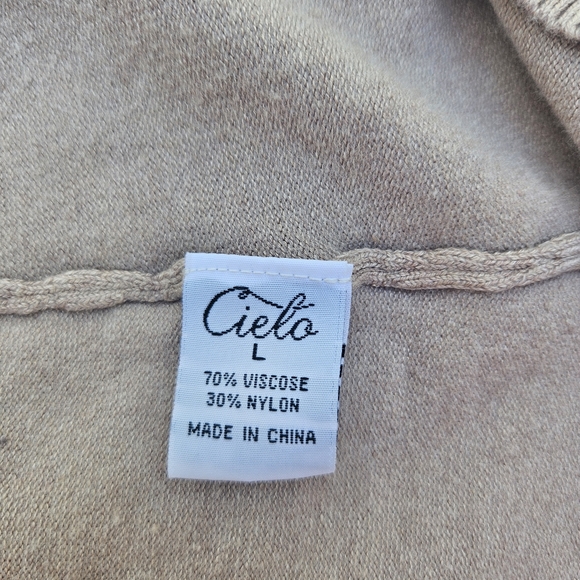 Cielo
L
70% VISCOSE
30% NYLON
MADE IN CHINA